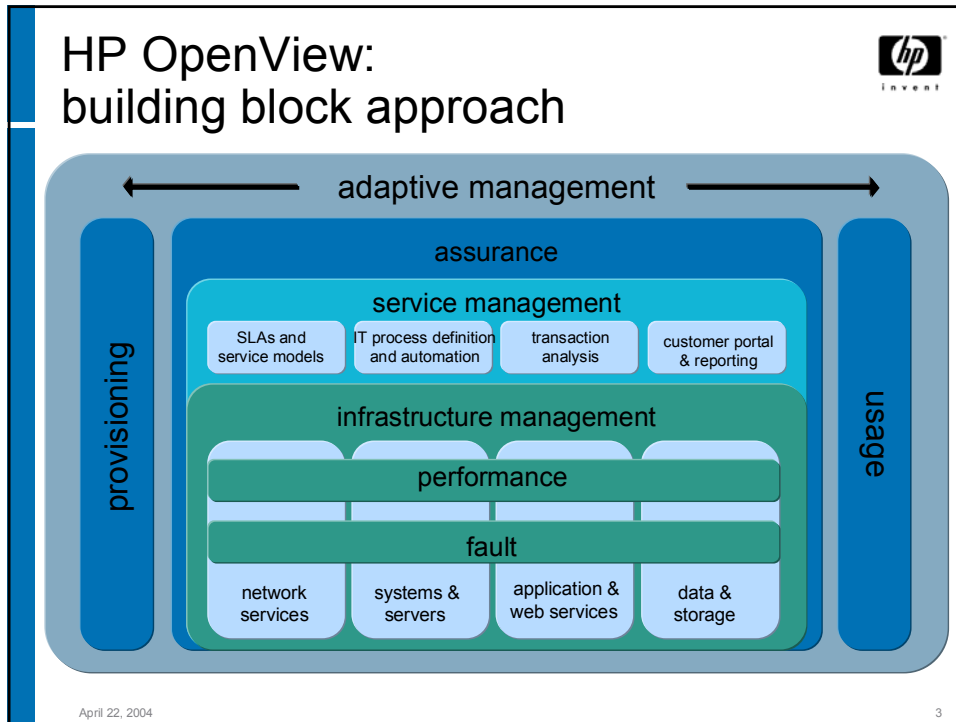 HP OpenView:
building block approach
hp
invent
adaptive management
provisioning
assurance
service management
SLAs and
service models
IT process definition
and automation
transaction
analysis
customer portal
& reporting
infrastructure management
performance
fault
network
services
systems &
servers
application &
web services
data &
storage
usage
April 22, 2004
3